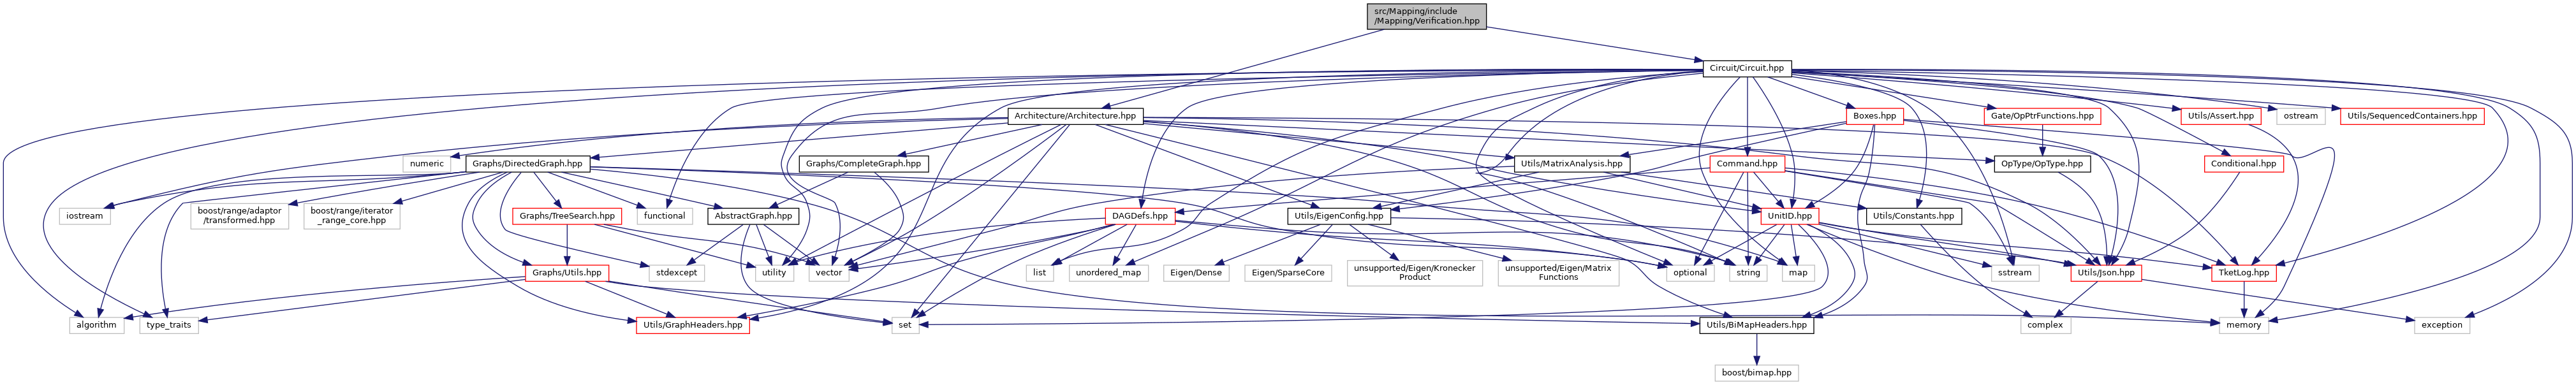 src/Mapping/include
/Mapping/Verification.hpp
Circuit/Circuit.hpp
Architecture/Architecture.hpp
Boxes.hpp
Gate/OpPtrFunctions.hpp
Utils/Assert.hpp
ostream
Utils/SequencedContainers.hpp
numeric
Graphs/DirectedGraph.hpp
Graphs/CompleteGraph.hpp
Utils/MatrixAnalysis.hpp
Command.hpp
OpType/OpType.hpp
Conditional.hpp
iostream
boost/range/adaptor
/transformed.hpp
boost/range/iterator
_range_core.hpp
Graphs/TreeSearch.hpp
functional
AbstractGraph.hpp
DAGDefs.hpp
Utils/EigenConfig.hpp
UnitID.hpp
Utils/Constants.hpp
Graphs/Utils.hpp
stdexcept
utility
vector
list
unordered_map
Eigen/Dense
Eigen/SparseCore
unsupported/Eigen/Kronecker
Product
unsupported/Eigen/Matrix
Functions
optional
string
map
sstream
Utils/Json.hpp
TketLog.hpp
algorithm
type_traits
Utils/GraphHeaders.hpp
set
Utils/BiMapHeaders.hpp
complex
memory
exception
boost/bimap.hpp